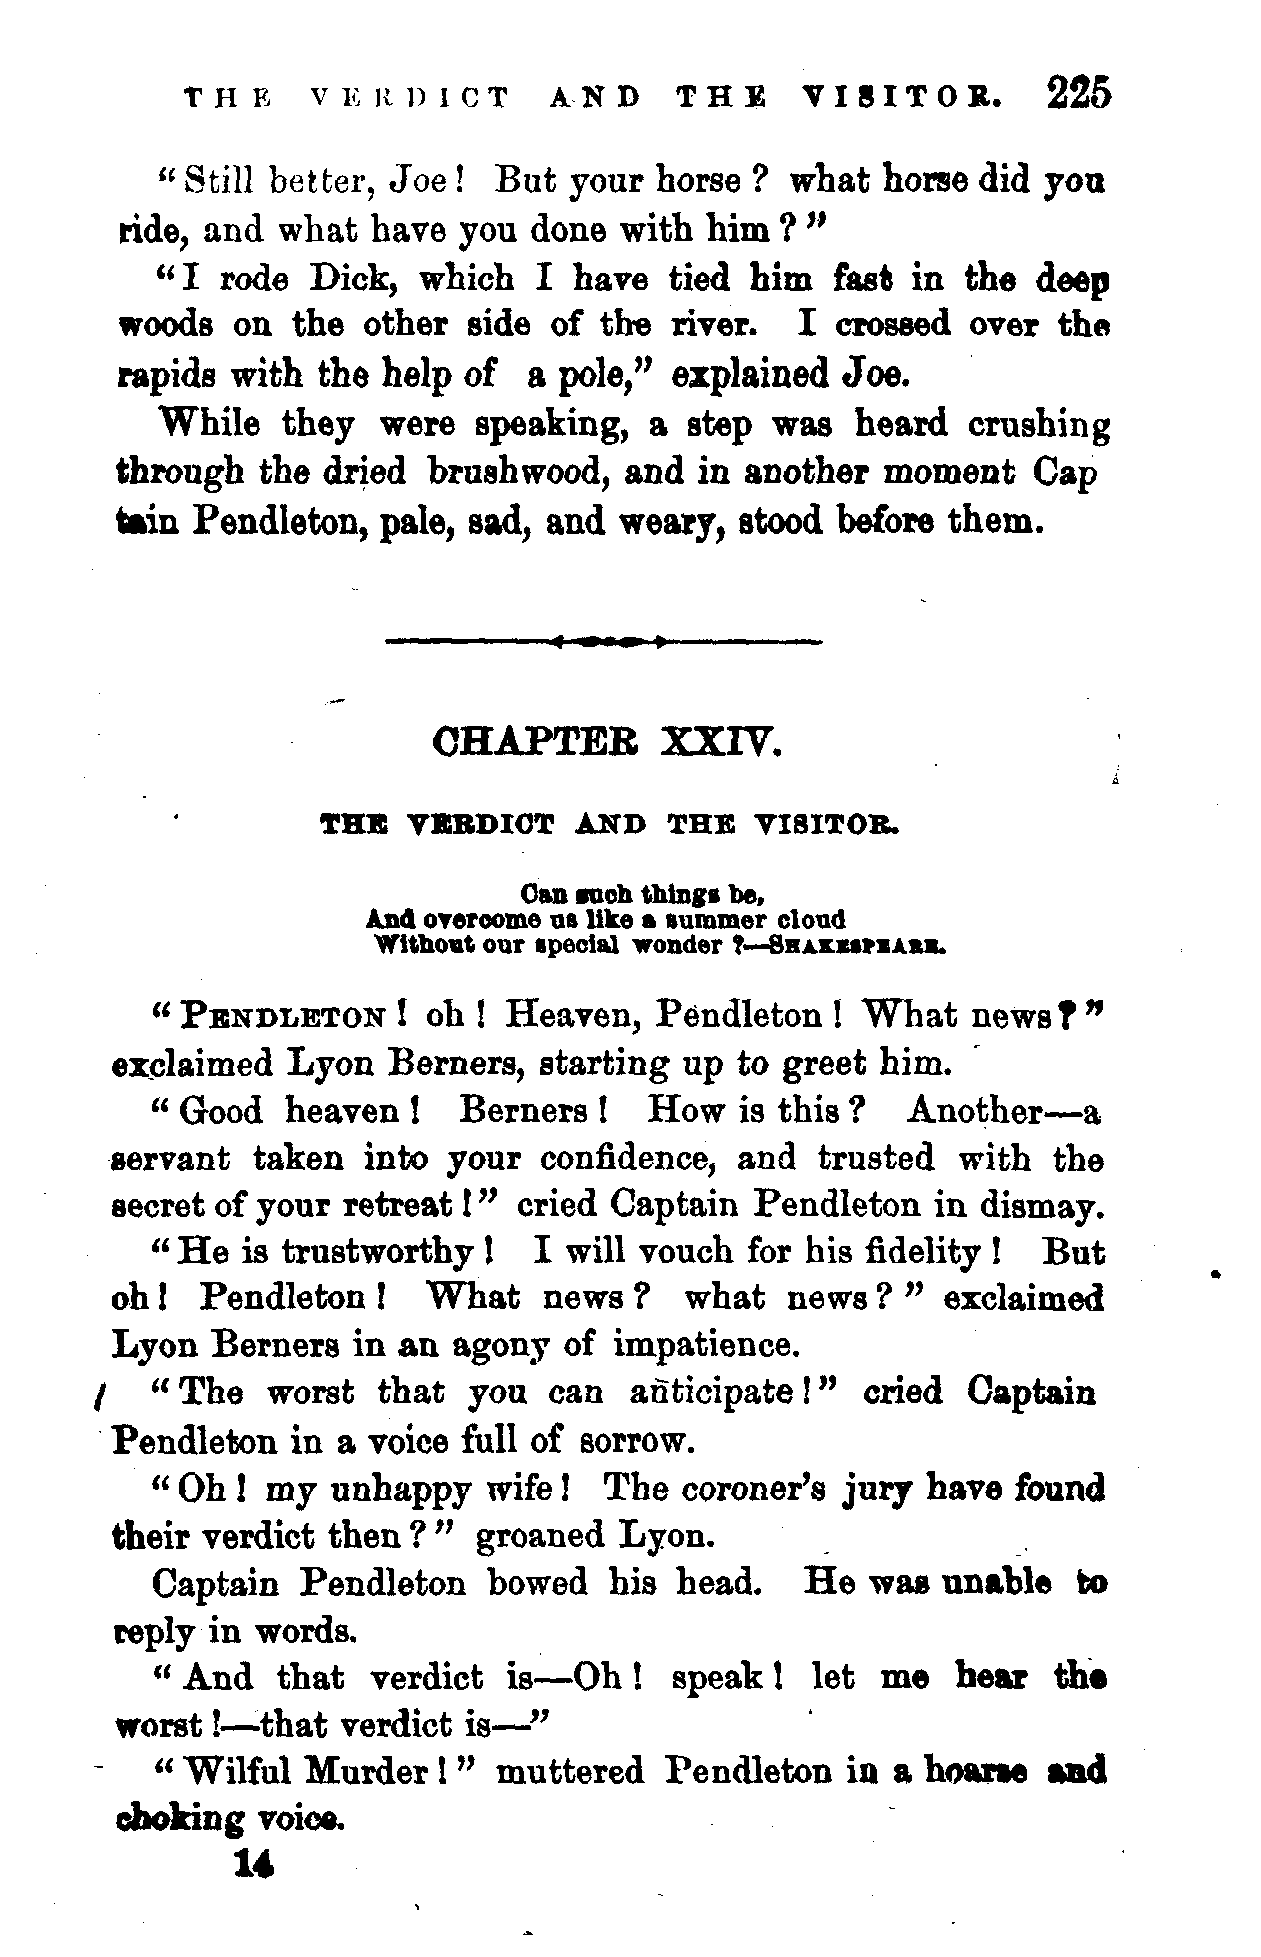 THE VERDICT AND THE VISITOR. 225
“Still better, Joe! But your horse? what horse did you
ride, and what have you done with him?”
“I rode Dick, which I have tied him fast in the deep
woods on the other side of the river. I crossed over the
rapids with the help of a pole,” explained Joe.
While they were speaking, a step was heard crushing
through the dried brushwood, and in another moment Cap
tain Pendleton, pale, sad, and weary, stood before them.
CHAPTER XXIV.
THE VERDICT AND THE VISITOR.
Can such things be,
And overcome us like a summer cloud
Without our special wonder?—SHAKESPEARE.
“PENDLETON! oh! Heaven, Pendleton! What news?”
exclaimed Lyon Berners, starting up to greet him.
“Good heaven! Berners! How is this? Another—a
servant taken into your confidence, and trusted with the
secret of your retreat!” cried Captain Pendleton in dismay.
“He is trustworthy! I will vouch for his fidelity! But
oh! Pendleton! What news? what news?” exclaimed
Lyon Berners in an agony of impatience.
“The worst that you can anticipate!” cried Captain
Pendleton in a voice full of sorrow.
“Oh! my unhappy wife! The coroner’s jury have found
their verdict then?” groaned Lyon.
Captain Pendleton bowed his head. He was unable to
reply in words.
“And that verdict is—Oh! speak! let me hear the
worst!—that verdict is—”
“Wilful Murder!” muttered Pendleton in a hoarse and
choking voice.
14